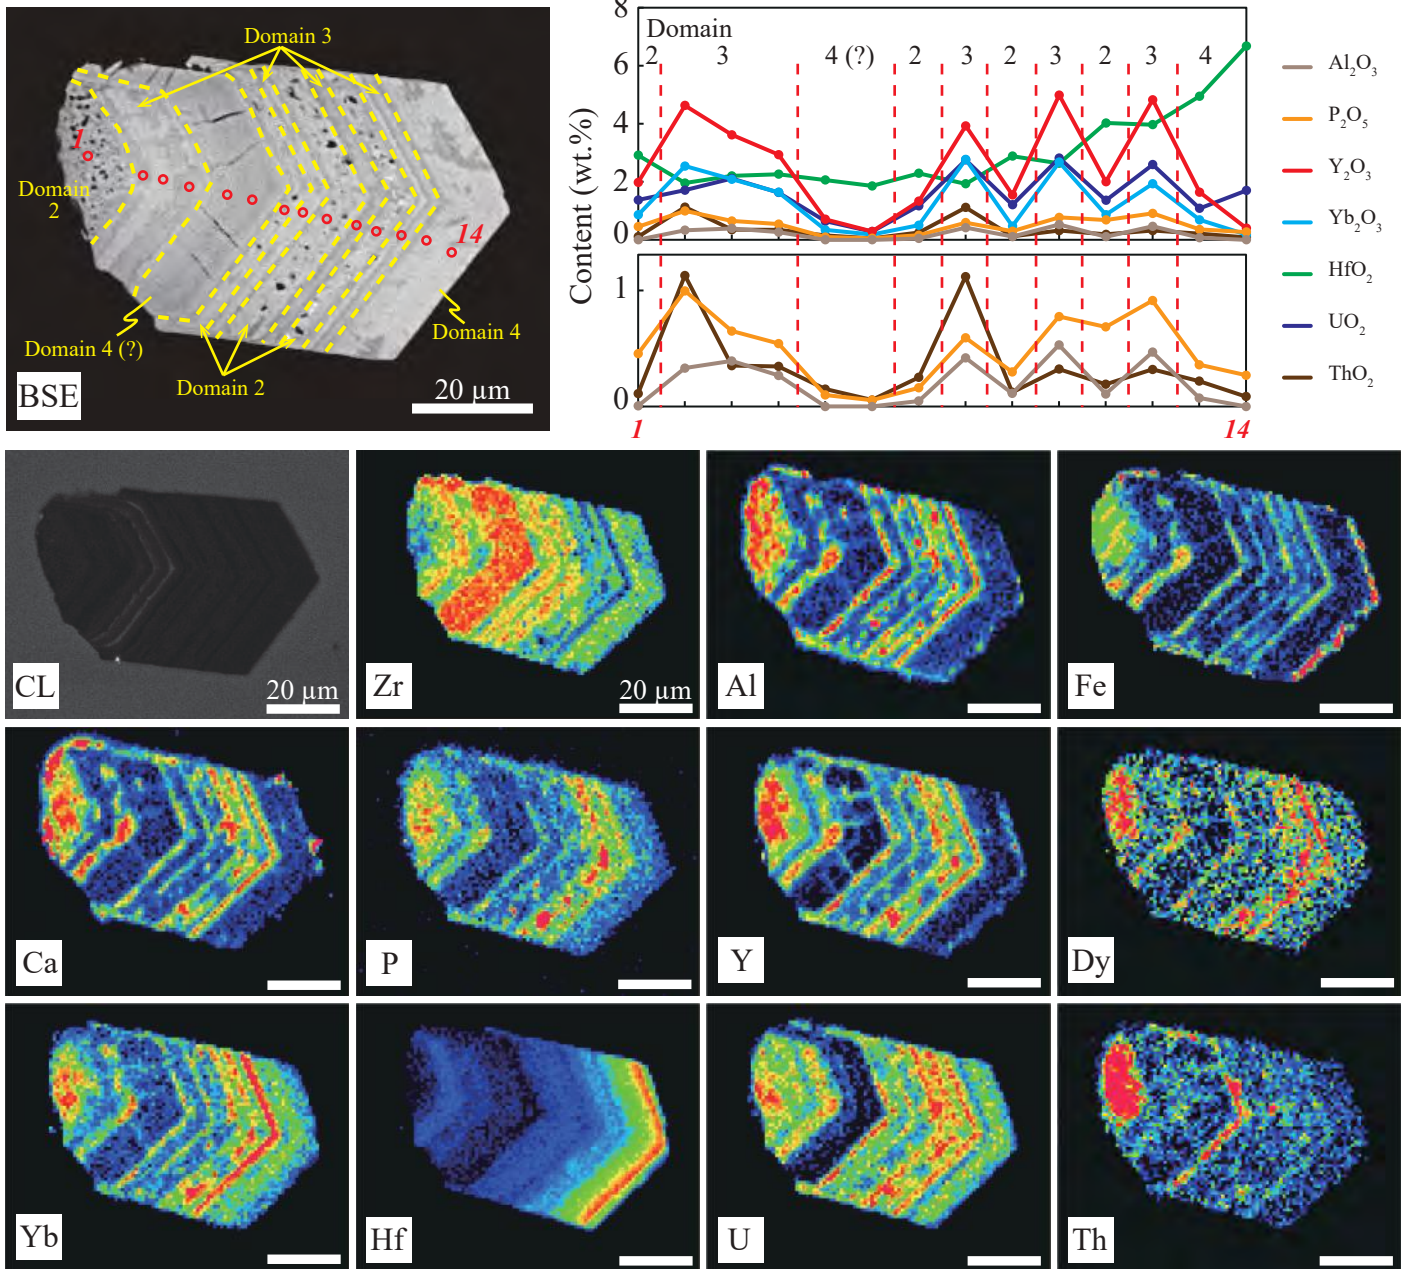 Domain 3
1
Domain
2
14
Domain 4
Domain 4 (?)
Domain 2
BSE
20 µm
8
6
4
2
0
Content (wt.%)
Domain
2 3 4 (?) 2 3 2 3 2 3 4
1
0
1 14
Al₂O₃
P₂O₅
Y₂O₃
Yb₂O₃
HfO₂
UO₂
ThO₂
CL
20 µm
Zr
20 µm
Al
Fe
Ca
P
Y
Dy
Yb
Hf
U
Th